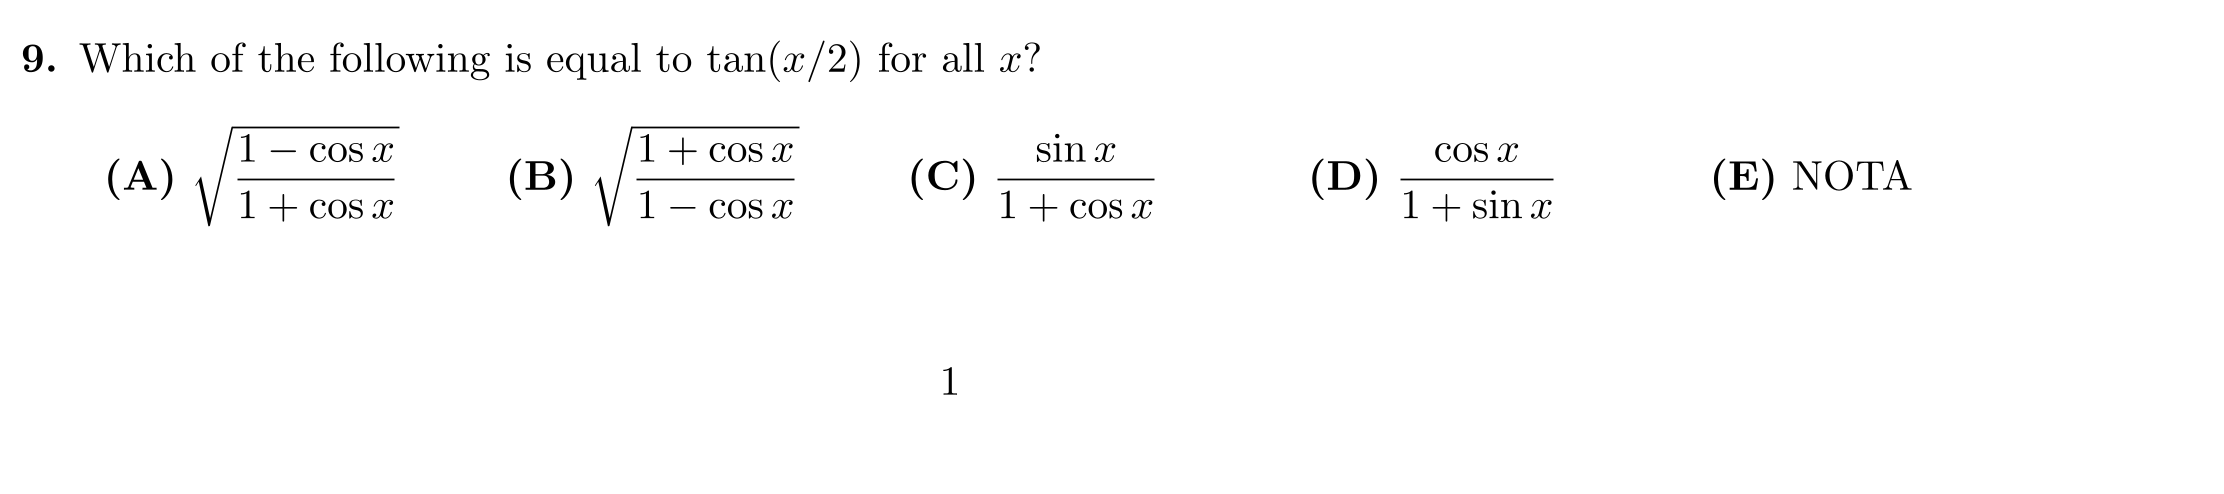 9. Which of the following is equal to tan(x/2) for all x?
(A) √((1 − cos x)/(1 + cos x)) (B) √((1 + cos x)/(1 − cos x)) (C) (sin x)/(1 + cos x) (D) (cos x)/(1 + sin x) (E) NOTA
1